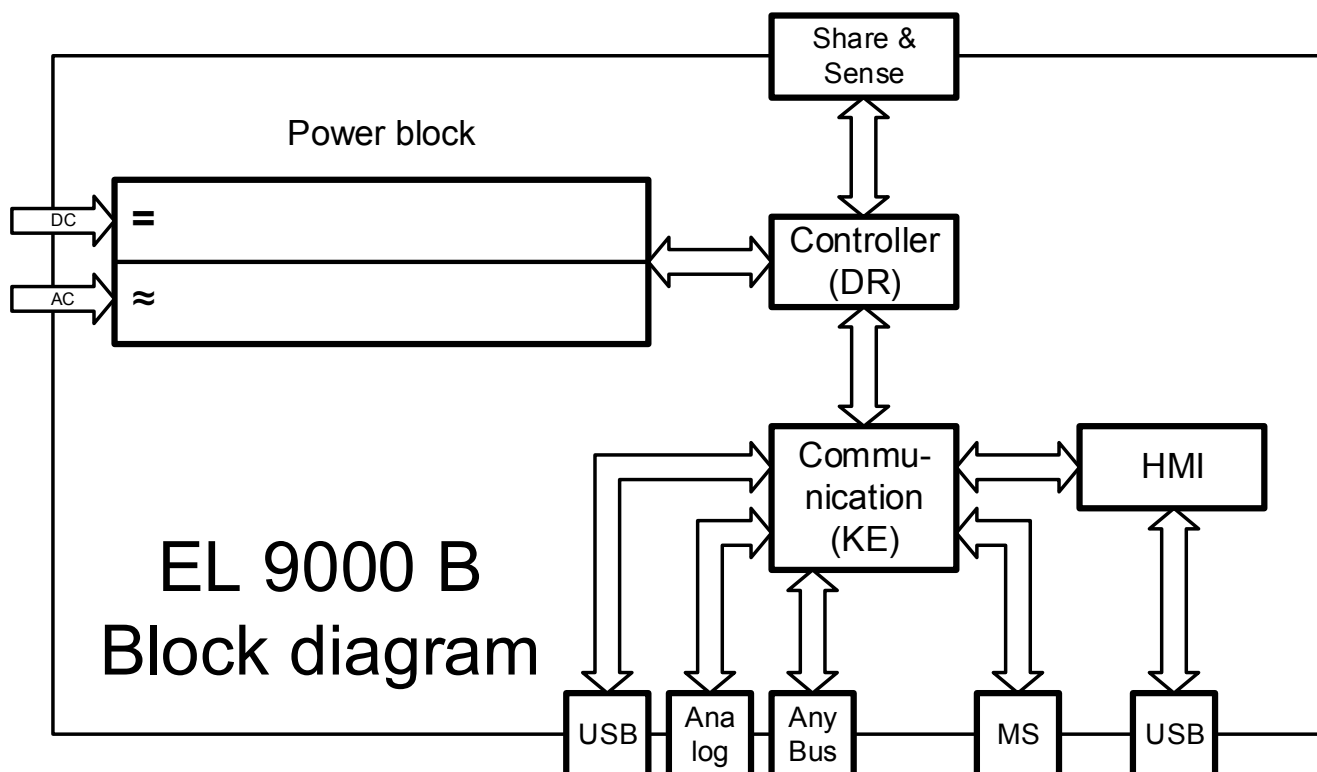 Share &
Sense
Power block
DC
=
Controller
(DR)
AC
≈
Commu-
nication
(KE)
HMI
EL 9000 B
Block diagram
USB
Ana
log
Any
Bus
MS
USB